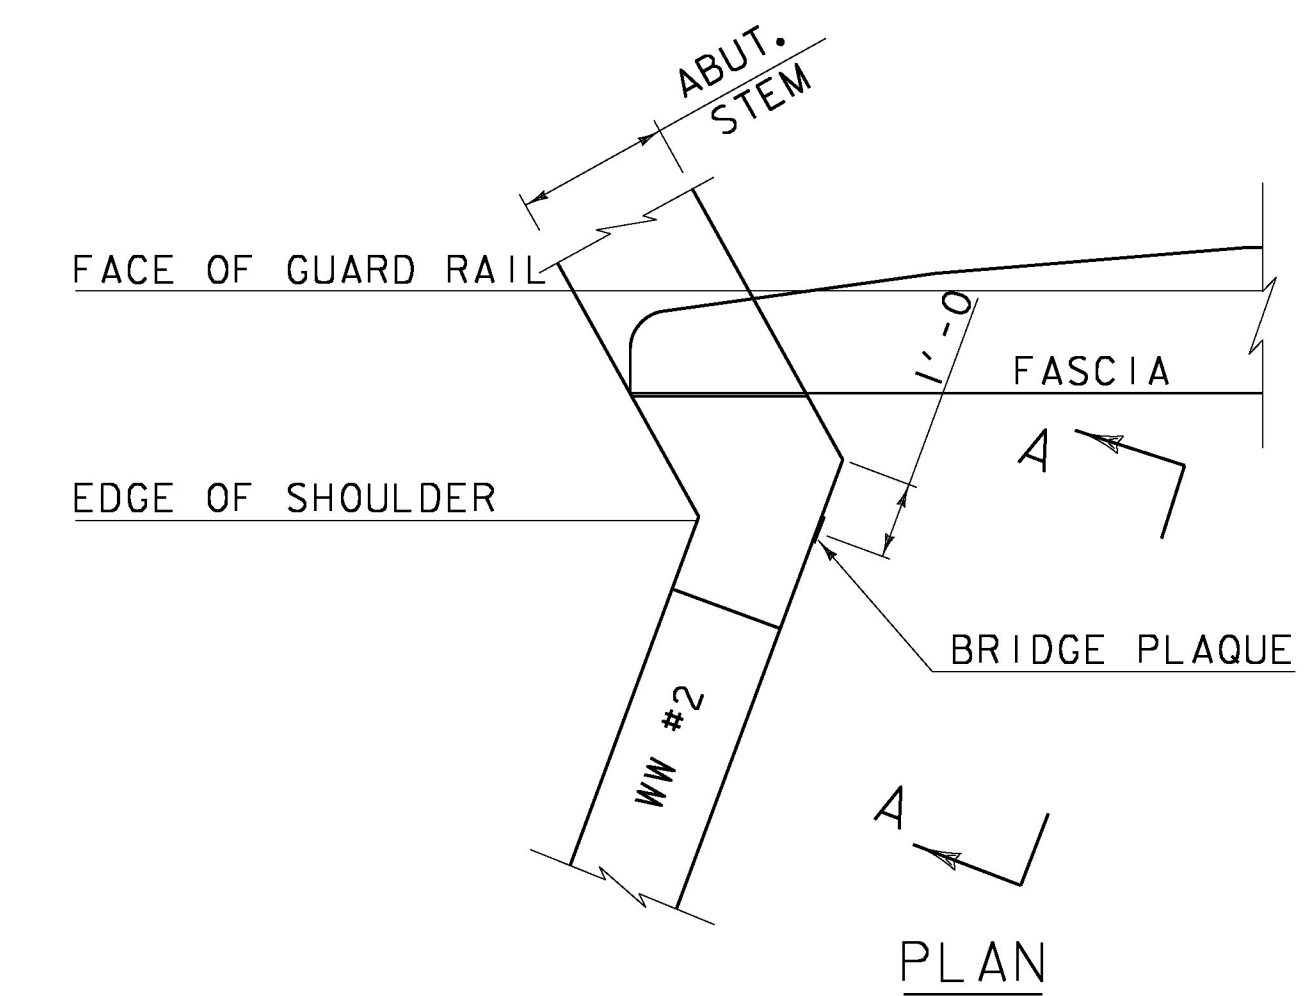 ABUT.
STEM
FACE OF GUARD RAIL
1'-0
FASCIA
A
EDGE OF SHOULDER
BRIDGE PLAQUE
WW #2
A
PLAN